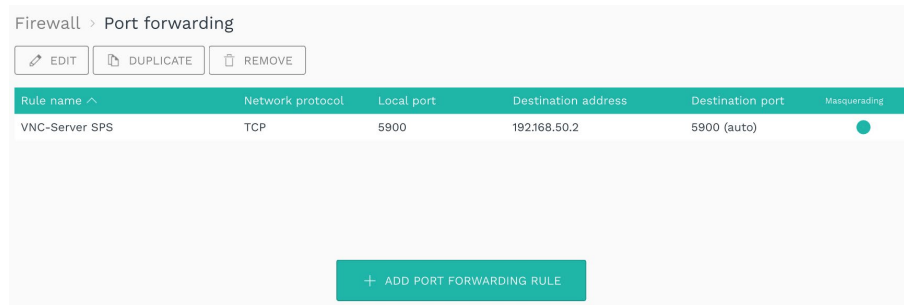 Firewall > Port forwarding
EDIT DUPLICATE REMOVE
Rule name Network protocol Local port Destination address Destination port Masquerading
VNC-Server SPS TCP 5900 192.168.50.2 5900 (auto)
+ ADD PORT FORWARDING RULE